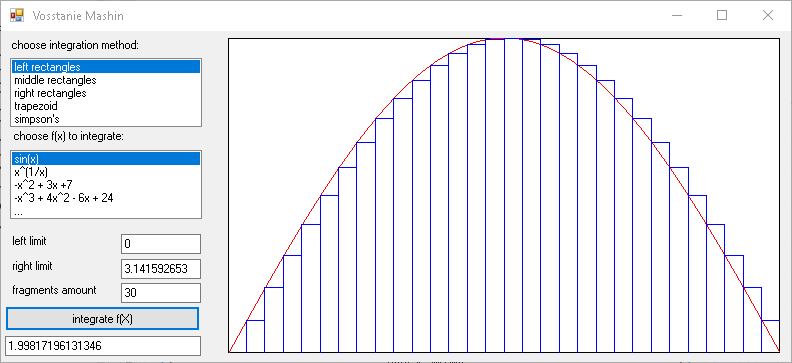 Vosstanie Mashin
choose integration method:
left rectangles
middle rectangles
right rectangles
trapezoid
simpson's
choose f(x) to integrate:
sin(x)
x^(1/x)
-x^2 + 3x +7
-x^3 + 4x^2 - 6x + 24
...
left limit 0
right limit 3.141592653
fragments amount 30
integrate f(X)
1.99817196131346